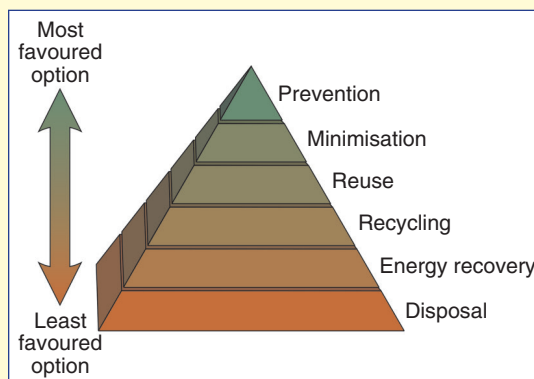 Most
favoured
option
Prevention
Minimisation
Reuse
Recycling
Energy recovery
Disposal
Least
favoured
option